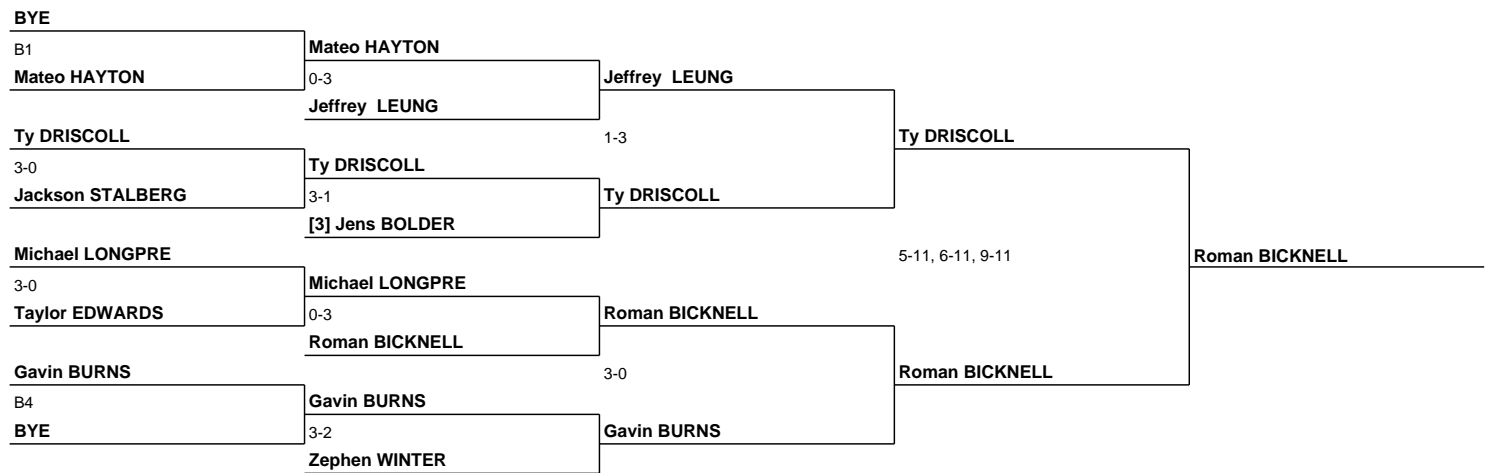 BYE
B1
Mateo HAYTON
Mateo HAYTON
0-3
Jeffrey  LEUNG
Jeffrey  LEUNG
Ty DRISCOLL
1-3
Ty DRISCOLL
3-0
Ty DRISCOLL
Jackson STALBERG
3-1
Ty DRISCOLL
[3] Jens BOLDER
Michael LONGPRE
5-11, 6-11, 9-11
Roman BICKNELL
3-0
Michael LONGPRE
Taylor EDWARDS
0-3
Roman BICKNELL
Roman BICKNELL
Gavin BURNS
3-0
Roman BICKNELL
B4
Gavin BURNS
BYE
3-2
Gavin BURNS
Zephen WINTER